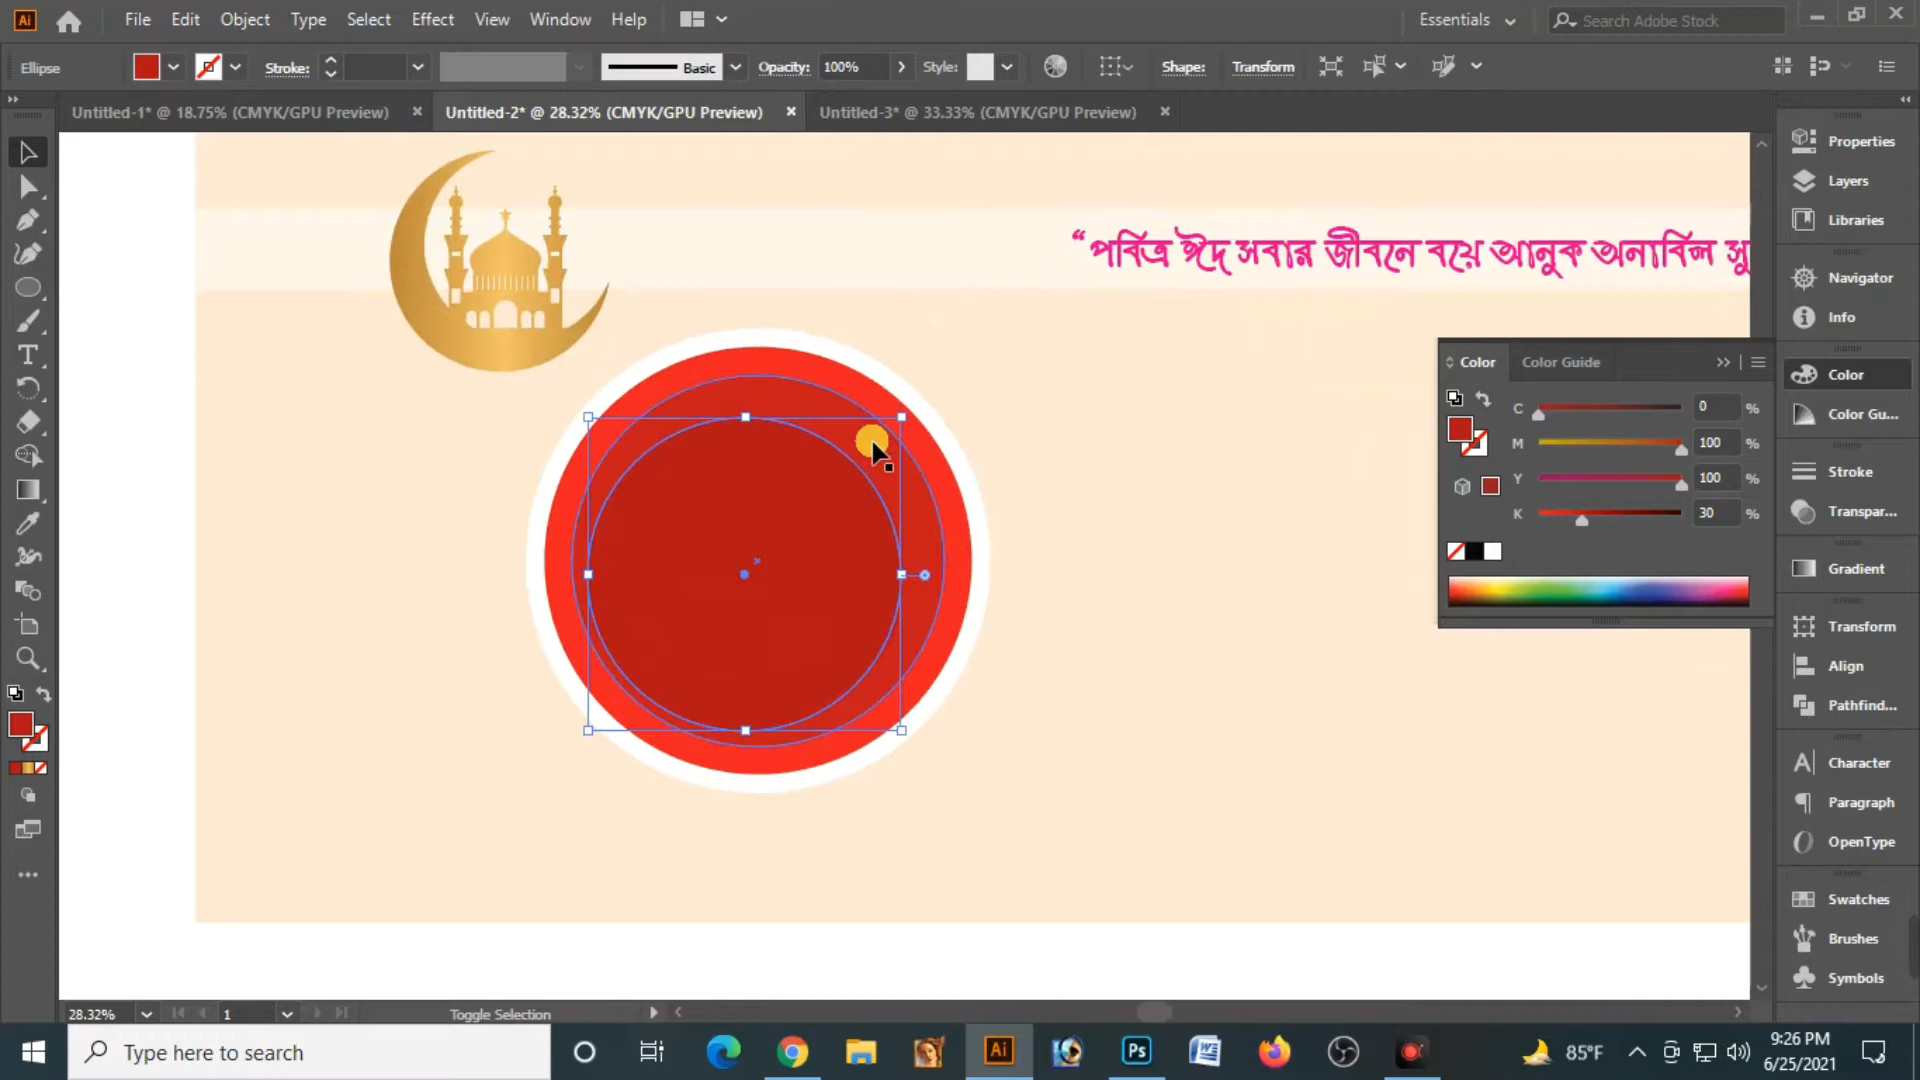 Ai File Edit Object Type Select Effect View Window Help Essentials Search Adobe Stock
Ellipse Stroke: Basic Opacity: 100% Style: Shape: Transform
Untitled-1* @ 18.75% (CMYK/GPU Preview) Untitled-2* @ 28.32% (CMYK/GPU Preview) Untitled-3* @ 33.33% (CMYK/GPU Preview)
“পবিত্র ঈদ সবার জীবনে বয়ে আনুক অনাবিল সু
Color Color Guide
C 0 %
M 100 %
Y 100 %
K 30 %
Properties
Layers
Libraries
Navigator
Info
Color
Color Gu...
Stroke
Transpar...
Gradient
Transform
Align
Pathfind...
Character
Paragraph
OpenType
Swatches
Brushes
Symbols
28.32% 1 Toggle Selection
Type here to search Ai Ps 85°F 9:26 PM
6/25/2021